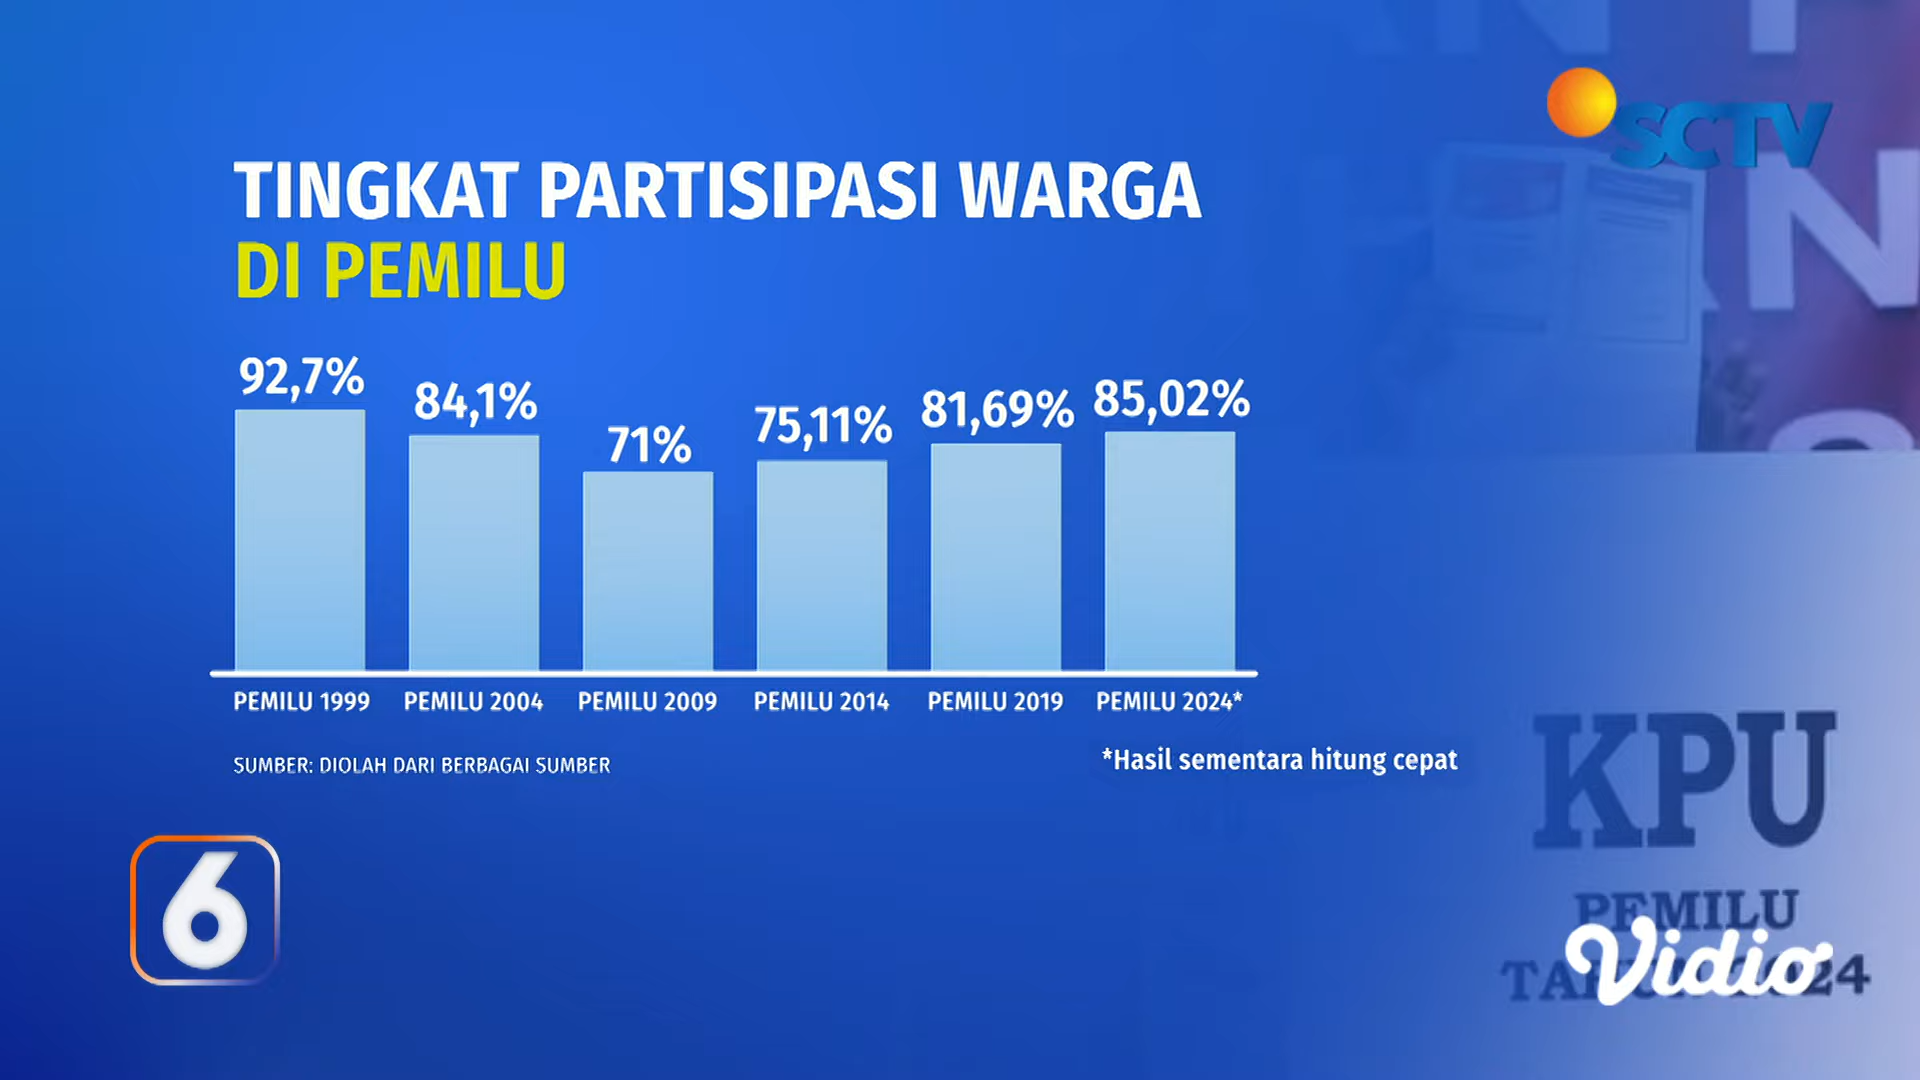 SCTV
TINGKAT PARTISIPASI WARGA
DI PEMILU
92,7%
84,1%
71%
75,11%
81,69%
85,02%
PEMILU 1999
PEMILU 2004
PEMILU 2009
PEMILU 2014
PEMILU 2019
PEMILU 2024*
SUMBER: DIOLAH DARI BERBAGAI SUMBER
*Hasil sementara hitung cepat
KPU
PEMILU
2024
6
Vidio